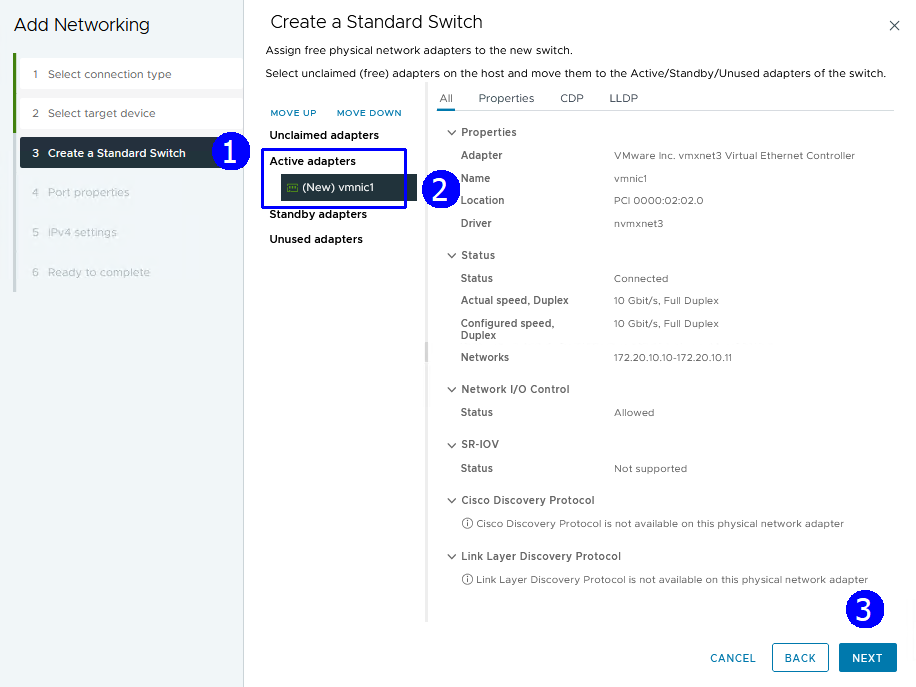 Add Networking
1 Select connection type
2 Select target device
3 Create a Standard Switch
1
4 Port properties
5 IPv4 settings
6 Ready to complete
Create a Standard Switch
Assign free physical network adapters to the new switch.
Select unclaimed (free) adapters on the host and move them to the Active/Standby/Unused adapters of the switch.
MOVE UP MOVE DOWN
Unclaimed adapters
Active adapters
(New) vmnic1
2
Standby adapters
Unused adapters
All Properties CDP LLDP
Properties
Adapter VMware Inc. vmxnet3 Virtual Ethernet Controller
Name vmnic1
Location PCI 0000:02:02.0
Driver nvmxnet3
Status
Status Connected
Actual speed, Duplex 10 Gbit/s, Full Duplex
Configured speed, 10 Gbit/s, Full Duplex
Duplex
Networks 172.20.10.10-172.20.10.11
Network I/O Control
Status Allowed
SR-IOV
Status Not supported
Cisco Discovery Protocol
Cisco Discovery Protocol is not available on this physical network adapter
Link Layer Discovery Protocol
Link Layer Discovery Protocol is not available on this physical network adapter
3
CANCEL BACK NEXT